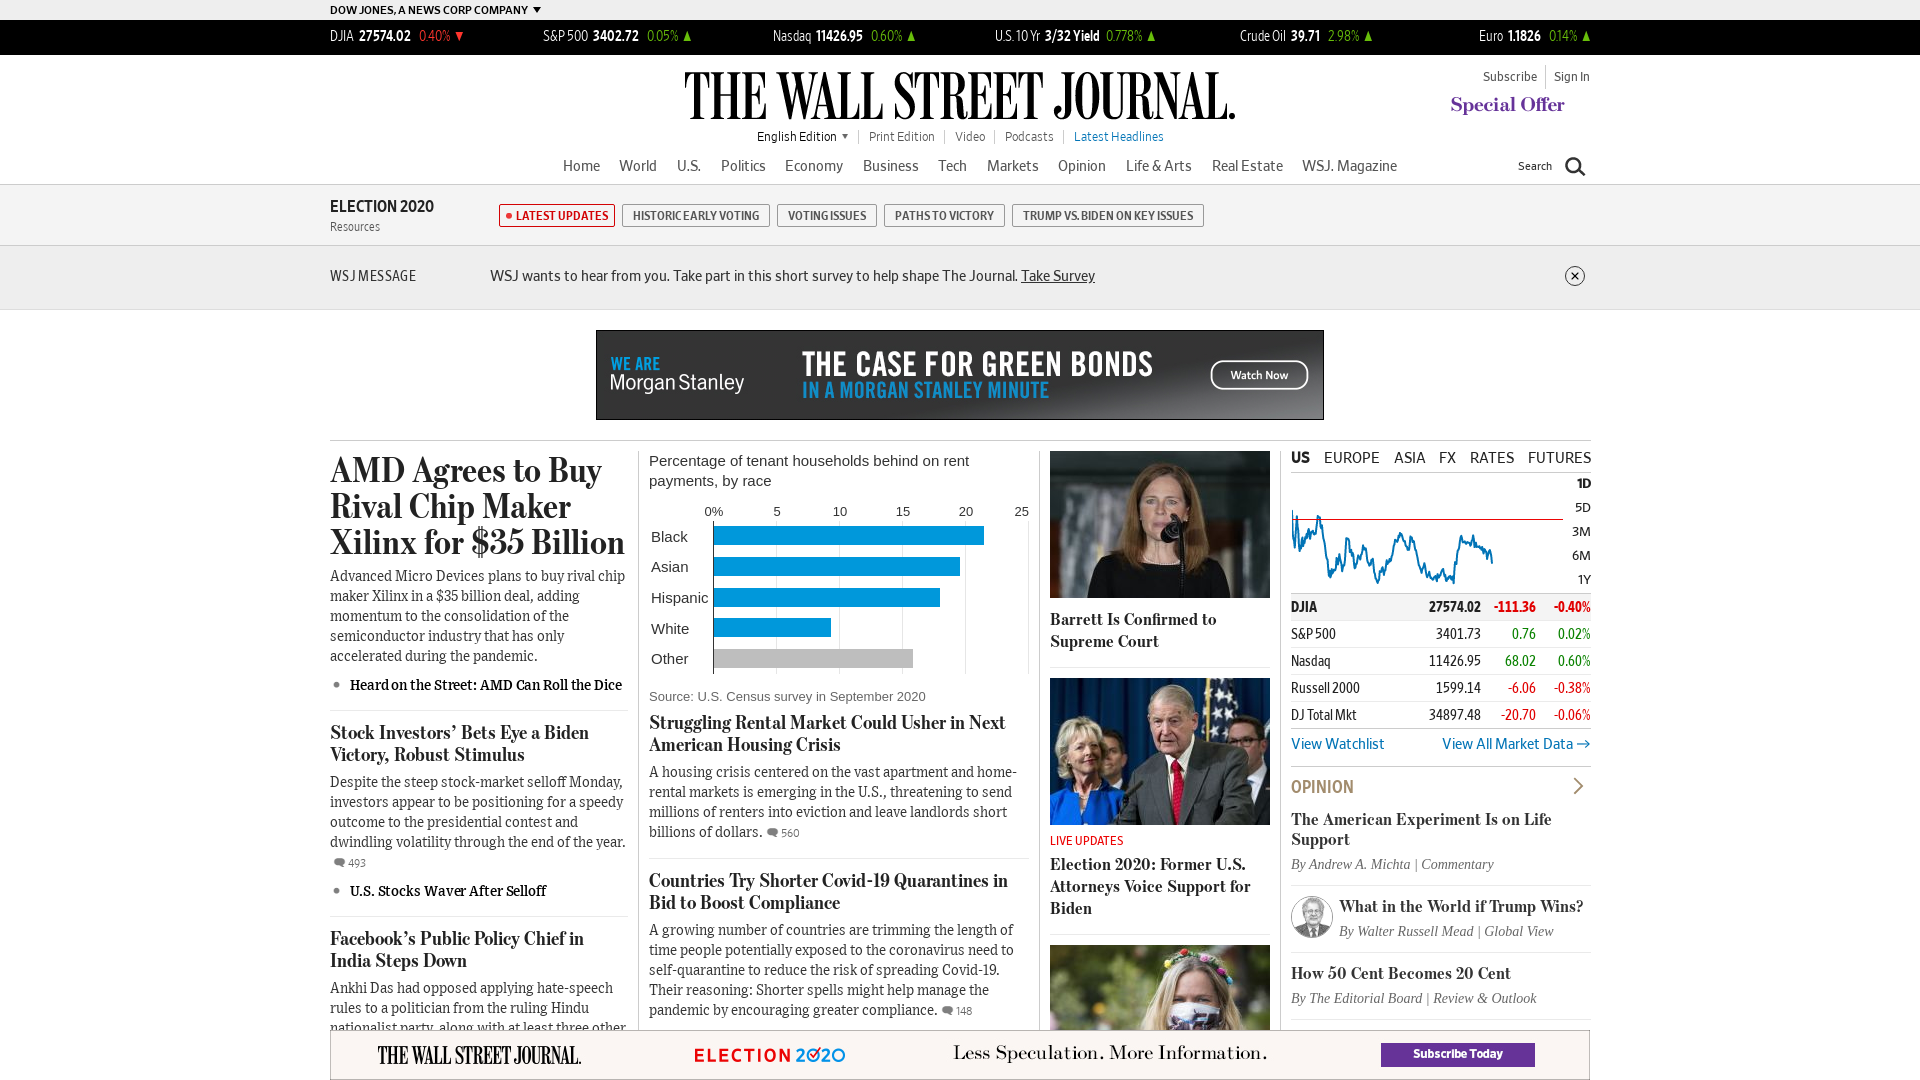 DOW JONES, A NEWS CORP COMPANY
DJIA 27574.02 0.40% ▼
S&P 500 3402.72 0.05% ▲
Nasdaq 11426.95 0.60% ▲
U.S. 10 Yr 3/32 Yield 0.778% ▲
Crude Oil 39.71 2.98% ▲
Euro 1.1826 0.14% ▲
THE WALL STREET JOURNAL.
Subscribe
Sign In
Special Offer
English Edition
Print Edition
Video
Podcasts
Latest Headlines
Home World U.S. Politics Economy Business Tech Markets Opinion Life & Arts Real Estate WSJ. Magazine
Search
ELECTION 2020
Resources
LATEST UPDATES
HISTORIC EARLY VOTING
VOTING ISSUES
PATHS TO VICTORY
TRUMP VS. BIDEN ON KEY ISSUES
WSJ MESSAGE
WSJ wants to hear from you. Take part in this short survey to help shape The Journal. Take Survey
WE ARE
Morgan Stanley
THE CASE FOR GREEN BONDS
IN A MORGAN STANLEY MINUTE
Watch Now
AMD Agrees to Buy
Rival Chip Maker
Xilinx for $35 Billion
Advanced Micro Devices plans to buy rival chip
maker Xilinx in a $35 billion deal, adding
momentum to the consolidation of the
semiconductor industry that has only
accelerated during the pandemic.
Heard on the Street: AMD Can Roll the Dice
Stock Investors’ Bets Eye a Biden
Victory, Robust Stimulus
Despite the steep stock-market selloff Monday,
investors appear to be positioning for a speedy
outcome to the presidential contest and
dwindling volatility through the end of the year.
493
U.S. Stocks Waver After Selloff
Facebook’s Public Policy Chief in
India Steps Down
Ankhi Das had opposed applying hate-speech
rules to a politician from the ruling Hindu
nationalist party, along with at least three other
Percentage of tenant households behind on rent
payments, by race
0% 5 10 15 20 25
Black
Asian
Hispanic
White
Other
Source: U.S. Census survey in September 2020
Struggling Rental Market Could Usher in Next
American Housing Crisis
A housing crisis centered on the vast apartment and home-
rental markets is emerging in the U.S., threatening to send
millions of renters into eviction and leave landlords short
billions of dollars. 560
Countries Try Shorter Covid-19 Quarantines in
Bid to Boost Compliance
A growing number of countries are trimming the length of
time people potentially exposed to the coronavirus need to
self-quarantine to reduce the risk of spreading Covid-19.
Their reasoning: Shorter spells might help manage the
pandemic by encouraging greater compliance. 148
Barrett Is Confirmed to
Supreme Court
LIVE UPDATES
Election 2020: Former U.S.
Attorneys Voice Support for
Biden
US EUROPE ASIA FX RATES FUTURES
1D
5D
3M
6M
1Y
DJIA 27574.02 -111.36 -0.40%
S&P 500 3401.73 0.76 0.02%
Nasdaq 11426.95 68.02 0.60%
Russell 2000 1599.14 -6.06 -0.38%
DJ Total Mkt 34897.48 -20.70 -0.06%
View Watchlist
View All Market Data
OPINION
The American Experiment Is on Life
Support
By Andrew A. Michta | Commentary
What in the World if Trump Wins?
By Walter Russell Mead | Global View
How 50 Cent Becomes 20 Cent
By The Editorial Board | Review & Outlook
THE WALL STREET JOURNAL.
ELECTION 2020
Less Speculation. More Information.
Subscribe Today